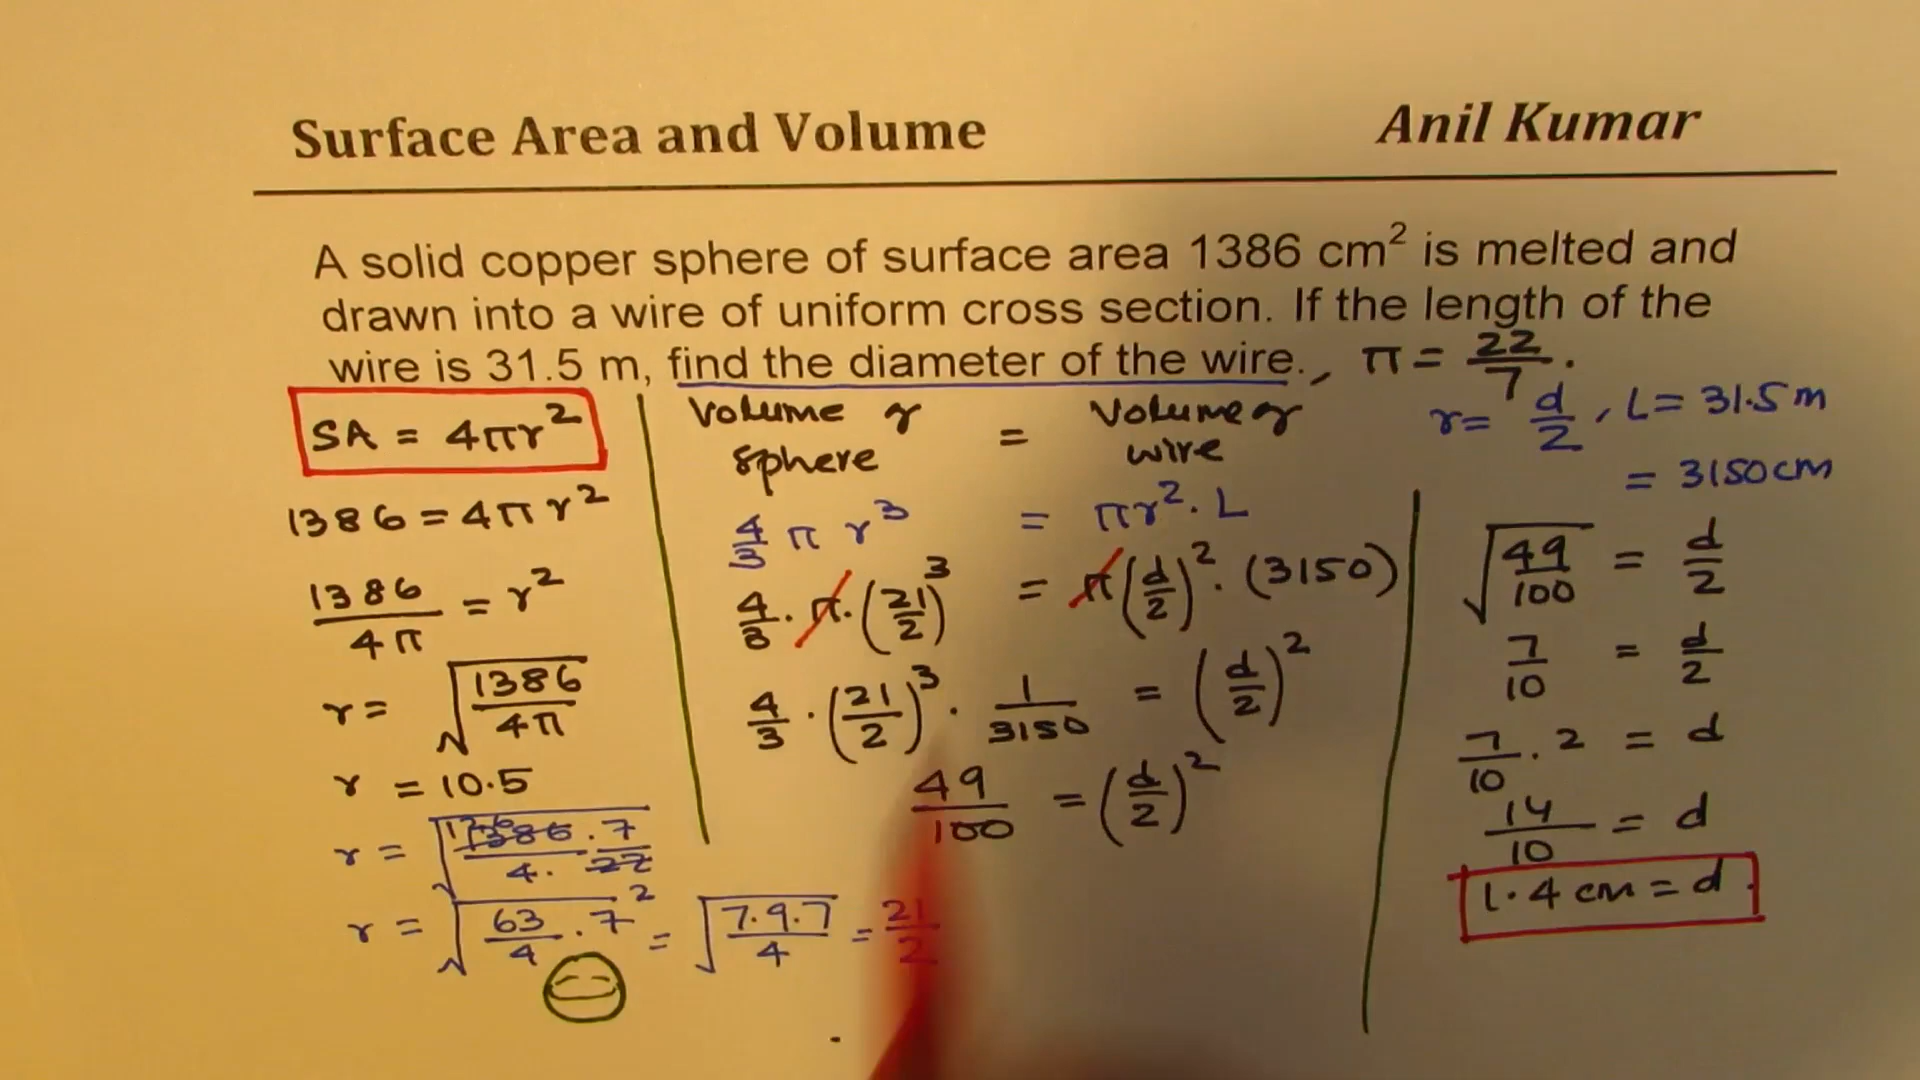 Surface Area and Volume
Anil Kumar
A solid copper sphere of surface area 1386 cm² is melted and
drawn into a wire of uniform cross section. If the length of the
wire is 31.5 m, find the diameter of the wire., π = 22/7.
SA = 4πr²
1386 = 4πr²
1386/4π = r²
r = √(1386/4π)
r = 10.5
r = √(1386/4 · 7/22)
r = √(63/4 · 7) = √(7·9·7/4) = 21/2
Volume of sphere = Volume of wire
4/3 π r³ = πr² · L
4/3 · π · (21/2)³ = π(d/2)² · (3150)
4/3 · (21/2)³ · 1/3150 = (d/2)²
49/100 = (d/2)²
r = d/2, L = 31.5 m
= 3150 cm
√(49/100) = d/2
7/10 = d/2
7/10 · 2 = d
14/10 = d
1.4 cm = d.